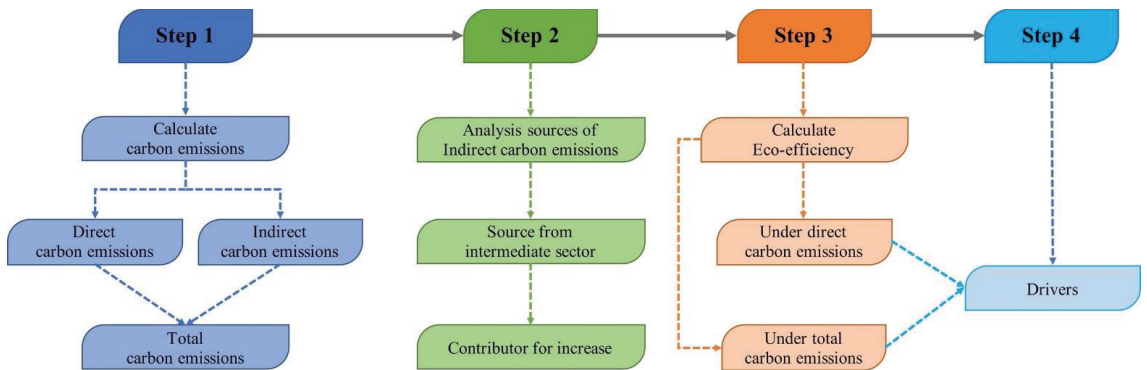 Step 1
Step 2
Step 3
Step 4
Calculate
carbon emissions
Analysis sources of
Indirect carbon emissions
Calculate
Eco-efficiency
Direct
carbon emissions
Indirect
carbon emissions
Source from
intermediate sector
Under direct
carbon emissions
Drivers
Total
carbon emissions
Contributor for increase
Under total
carbon emissions